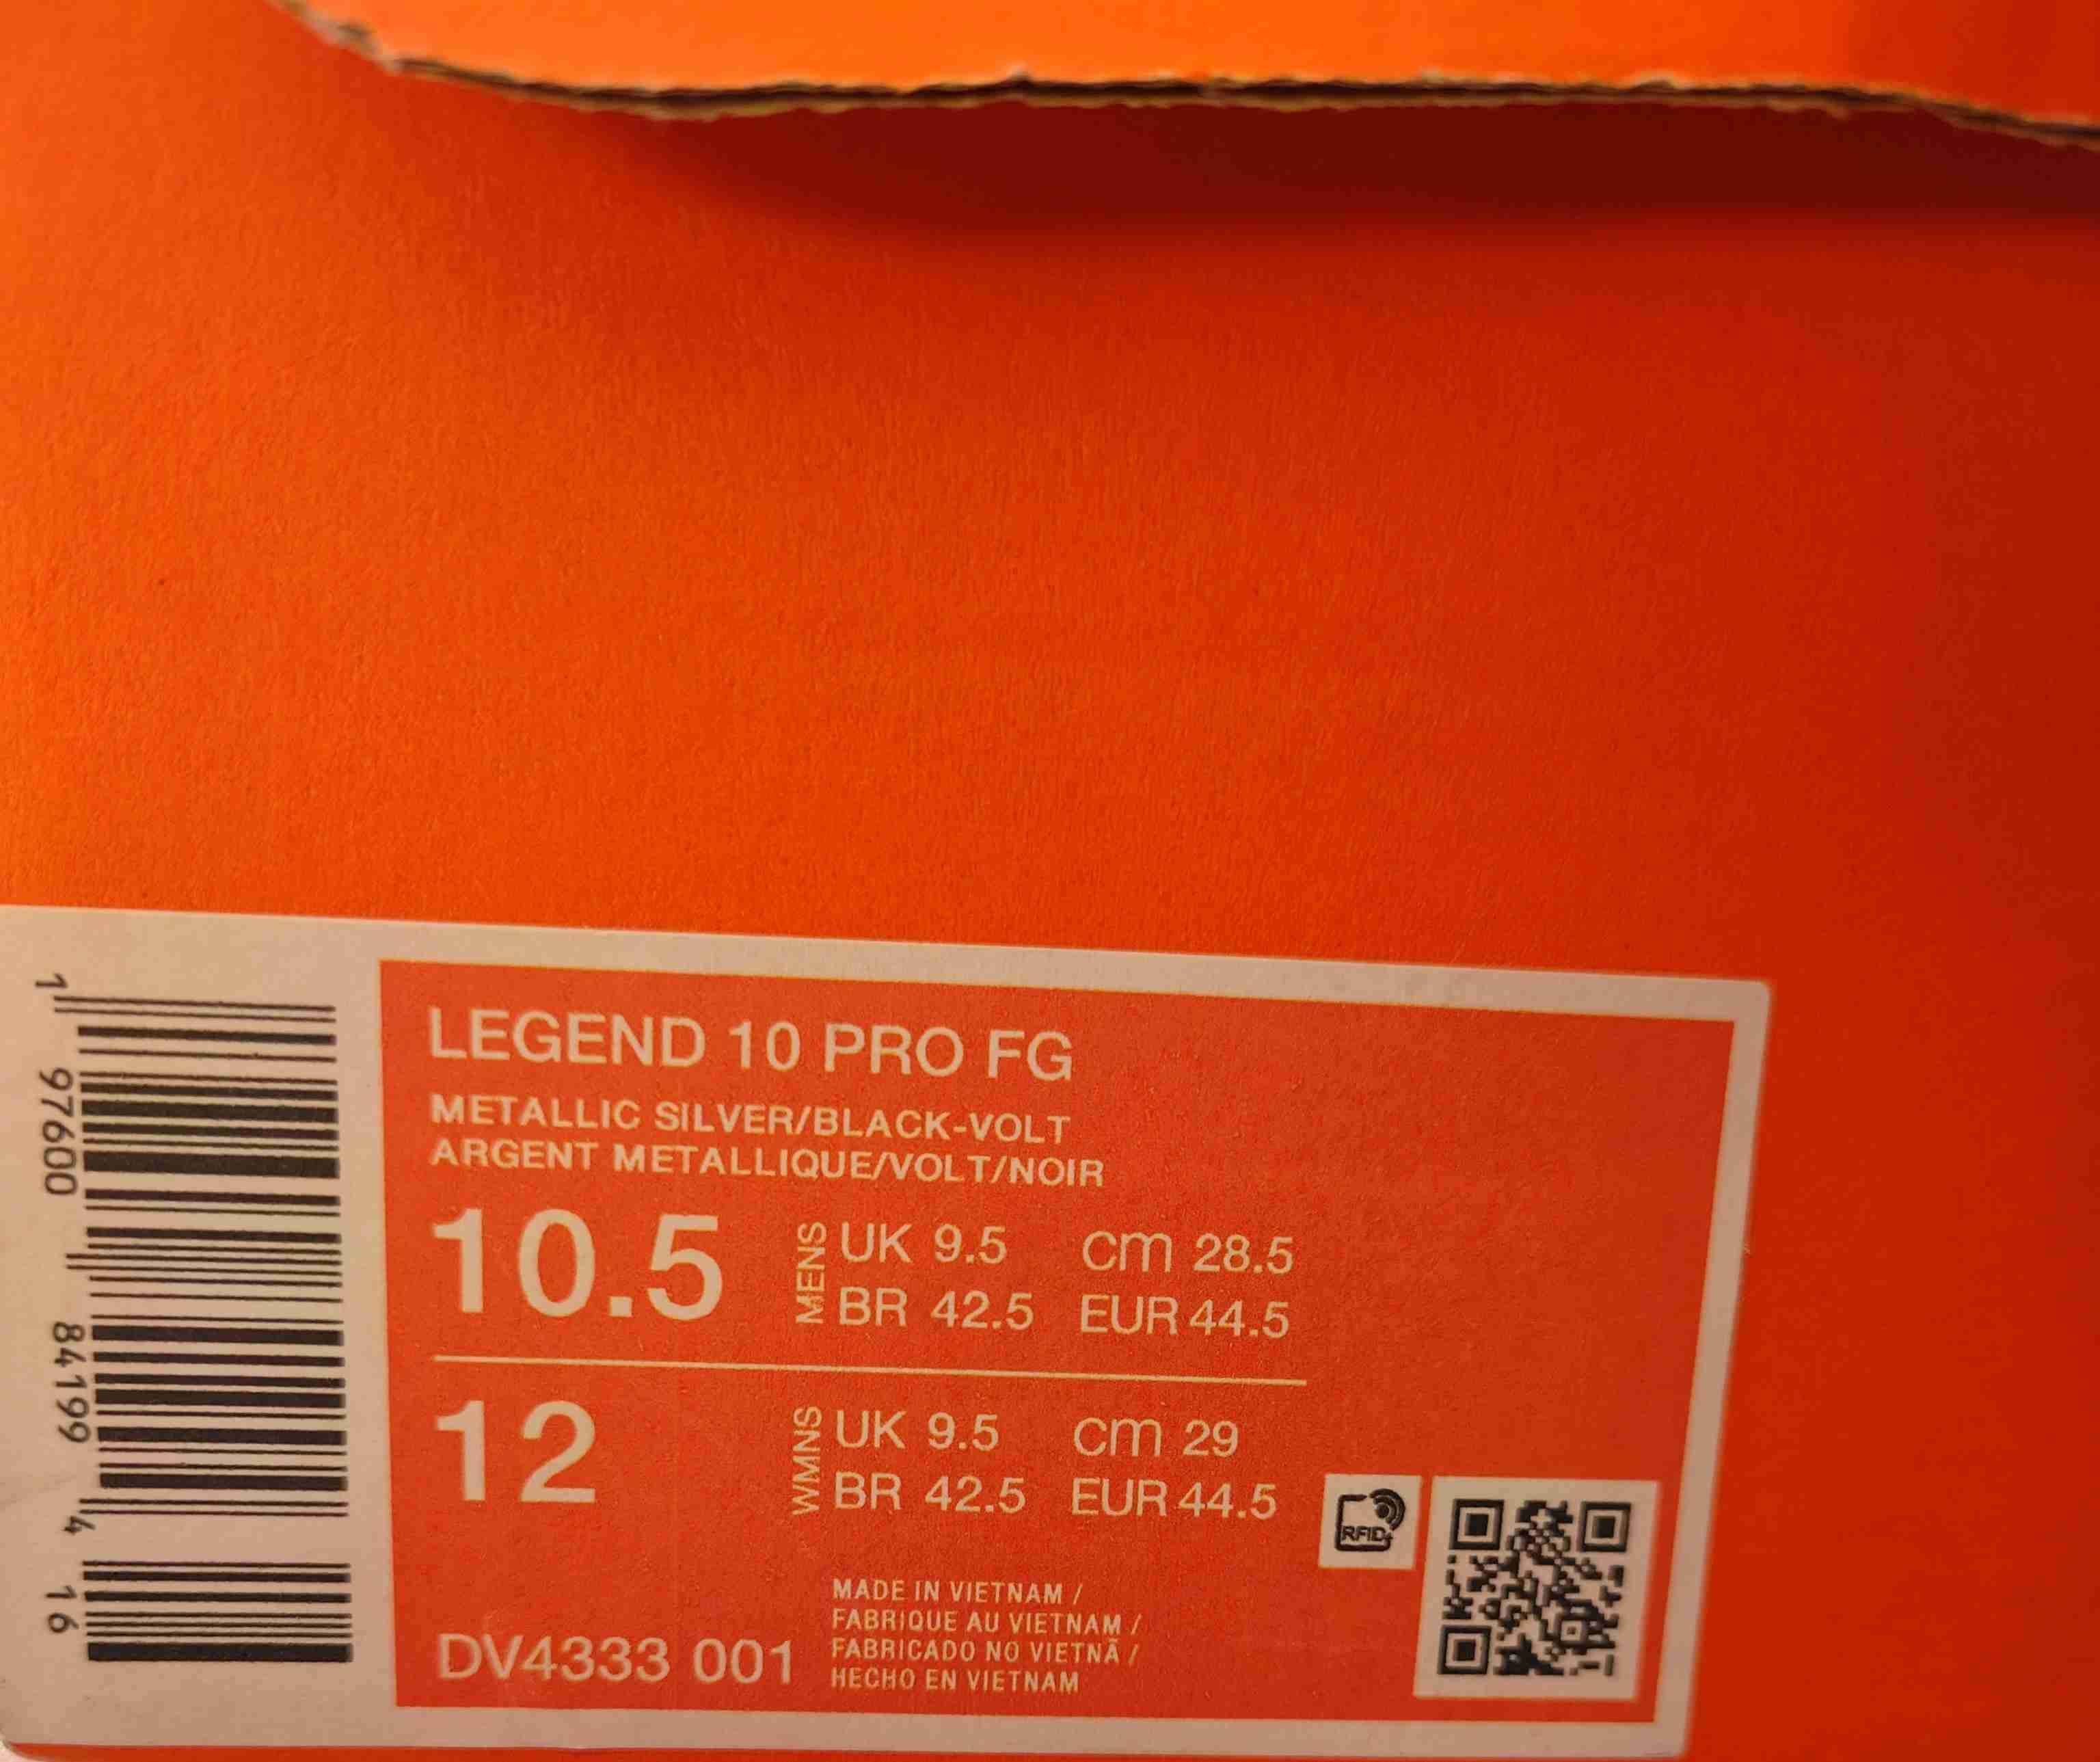 LEGEND 10 PRO FG
METALLIC SILVER/BLACK-VOLT
ARGENT METALLIQUE/VOLT/NOIR
10.5
MENS
UK 9.5 cm 28.5
BR 42.5 EUR 44.5
12
WMNS
UK 9.5 cm 29
BR 42.5 EUR 44.5
DV4333 001
MADE IN VIETNAM /
FABRIQUE AU VIETNAM /
FABRICADO NO VIETNÃ /
HECHO EN VIETNAM
RFID
1 97600 84199 4 16